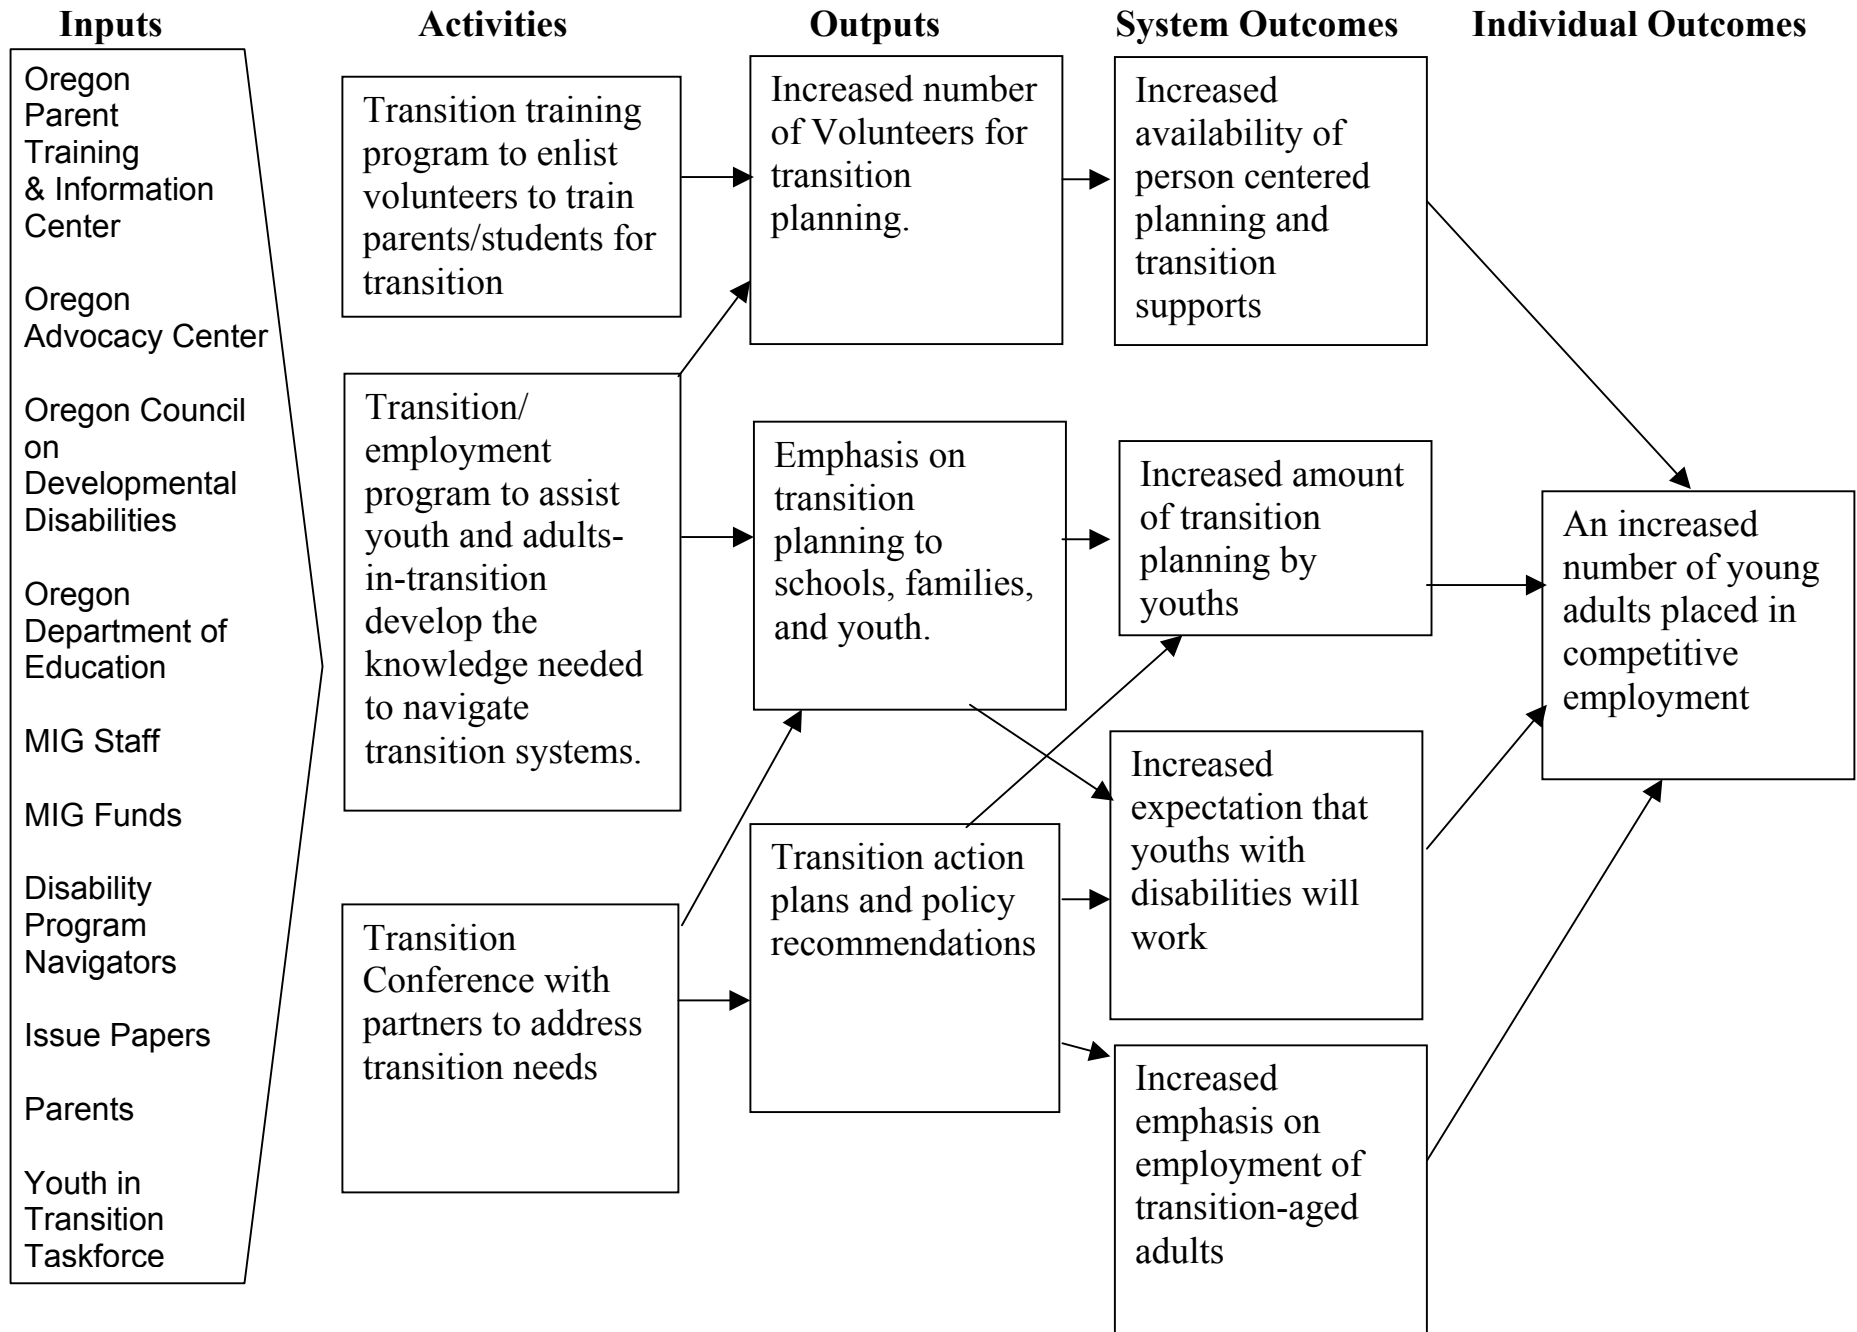 Inputs
Activities
Outputs
System Outcomes
Individual Outcomes
Oregon
Parent
Training
& Information
Center
Oregon
Advocacy Center
Oregon Council
on
Developmental
Disabilities
Oregon
Department of
Education
MIG Staff
MIG Funds
Disability
Program
Navigators
Issue Papers
Parents
Youth in
Transition
Taskforce
Transition training
program to enlist
volunteers to train
parents/students for
transition
Transition/
employment
program to assist
youth and adults-
in-transition
develop the
knowledge needed
to navigate
transition systems.
Transition
Conference with
partners to address
transition needs
Increased number
of Volunteers for
transition
planning.
Emphasis on
transition
planning to
schools, families,
and youth.
Transition action
plans and policy
recommendations
Increased
availability of
person centered
planning and
transition
supports
Increased amount
of transition
planning by
youths
Increased
expectation that
youths with
disabilities will
work
Increased
emphasis on
employment of
transition-aged
adults
An increased
number of young
adults placed in
competitive
employment